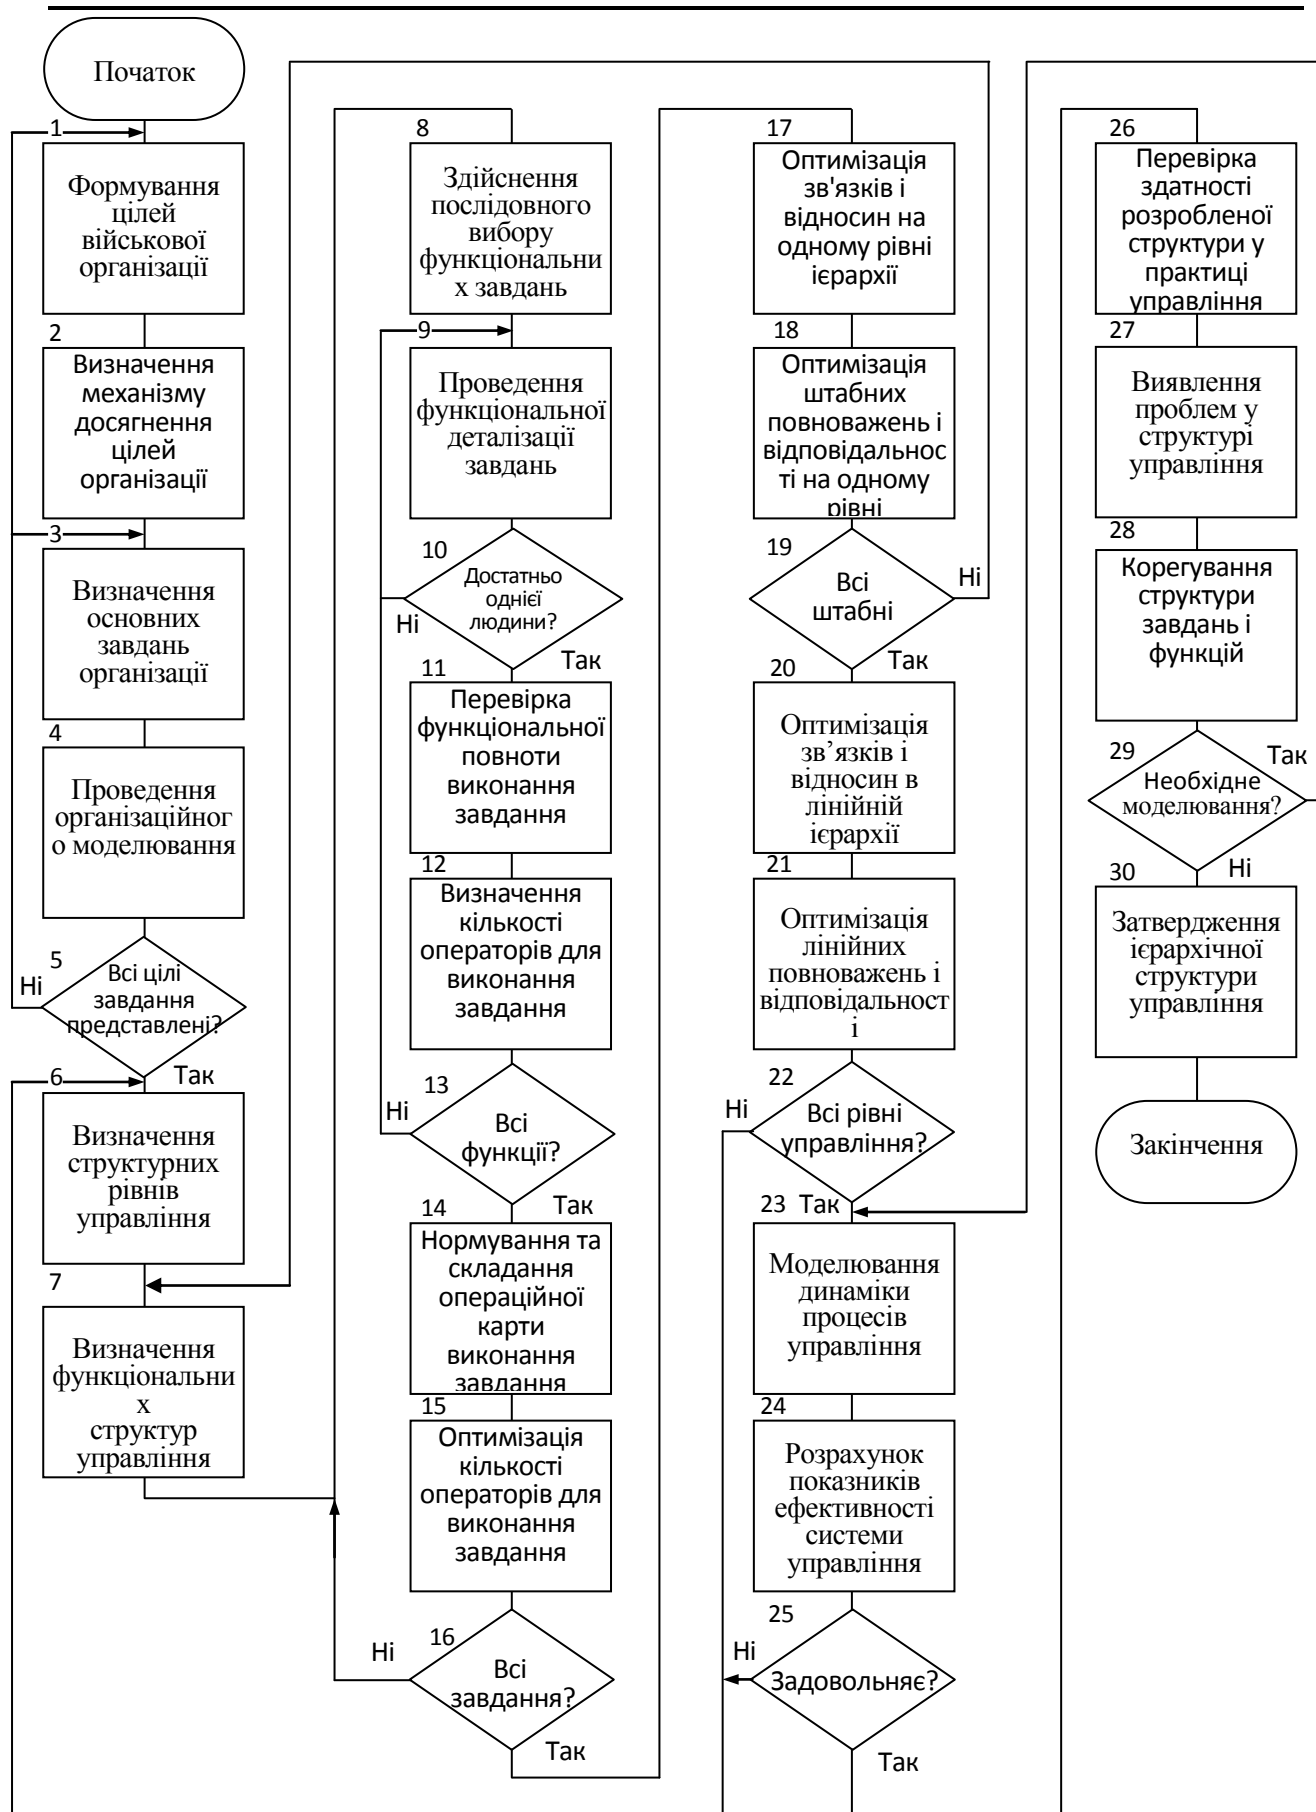 Початок
1
Формування
цілей
військової
організації
2
Визначення
механізму
досягнення
цілей
організації
3
Визначення
основних
завдань
організації
4
Проведення
організаційног
о моделювання
5
Всі цілі
завдання
представлені?
Ні
Так
6
Визначення
структурних
рівнів
управління
7
Визначення
функціональни
х
структур
управління
8
Здійснення
послідовного
вибору
функціональни
х завдань
9
Проведення
функціональної
деталізації
завдань
10
Достатньо
однієї
людини?
Ні
Так
11
Перевірка
функціональної
повноти
виконання
завдання
12
Визначення
кількості
операторів для
виконання
завдання
13
Ні
Всі
функції?
Так
14
Нормування та
складання
операційної
карти
виконання
завдання
15
Оптимізація
кількості
операторів для
виконання
завдання
16
Ні
Всі
завдання?
Так
17
Оптимізація
зв'язків і
відносин на
одному рівні
ієрархії
18
Оптимізація
штабних
повноважень і
відповідальнос
ті на одному
рівні
19
Ні
Всі
штабні
Так
20
Оптимізація
зв’язків і
відносин в
лінійній
ієрархії
21
Оптимізація
лінійних
повноважень і
відповідальност
і
22
Ні
Всі рівні
управління?
23 Так
Моделювання
динаміки
процесів
управління
24
Розрахунок
показників
ефективності
системи
управління
25
Ні
Задовольняє?
Так
26
Перевірка
здатності
розробленої
структури у
практиці
управління
27
Виявлення
проблем у
структурі
управління
28
Корегування
структури
завдань і
функцій
29
Так
Необхідне
моделювання?
Ні
30
Затвердження
ієрархічної
структури
управління
Закінчення